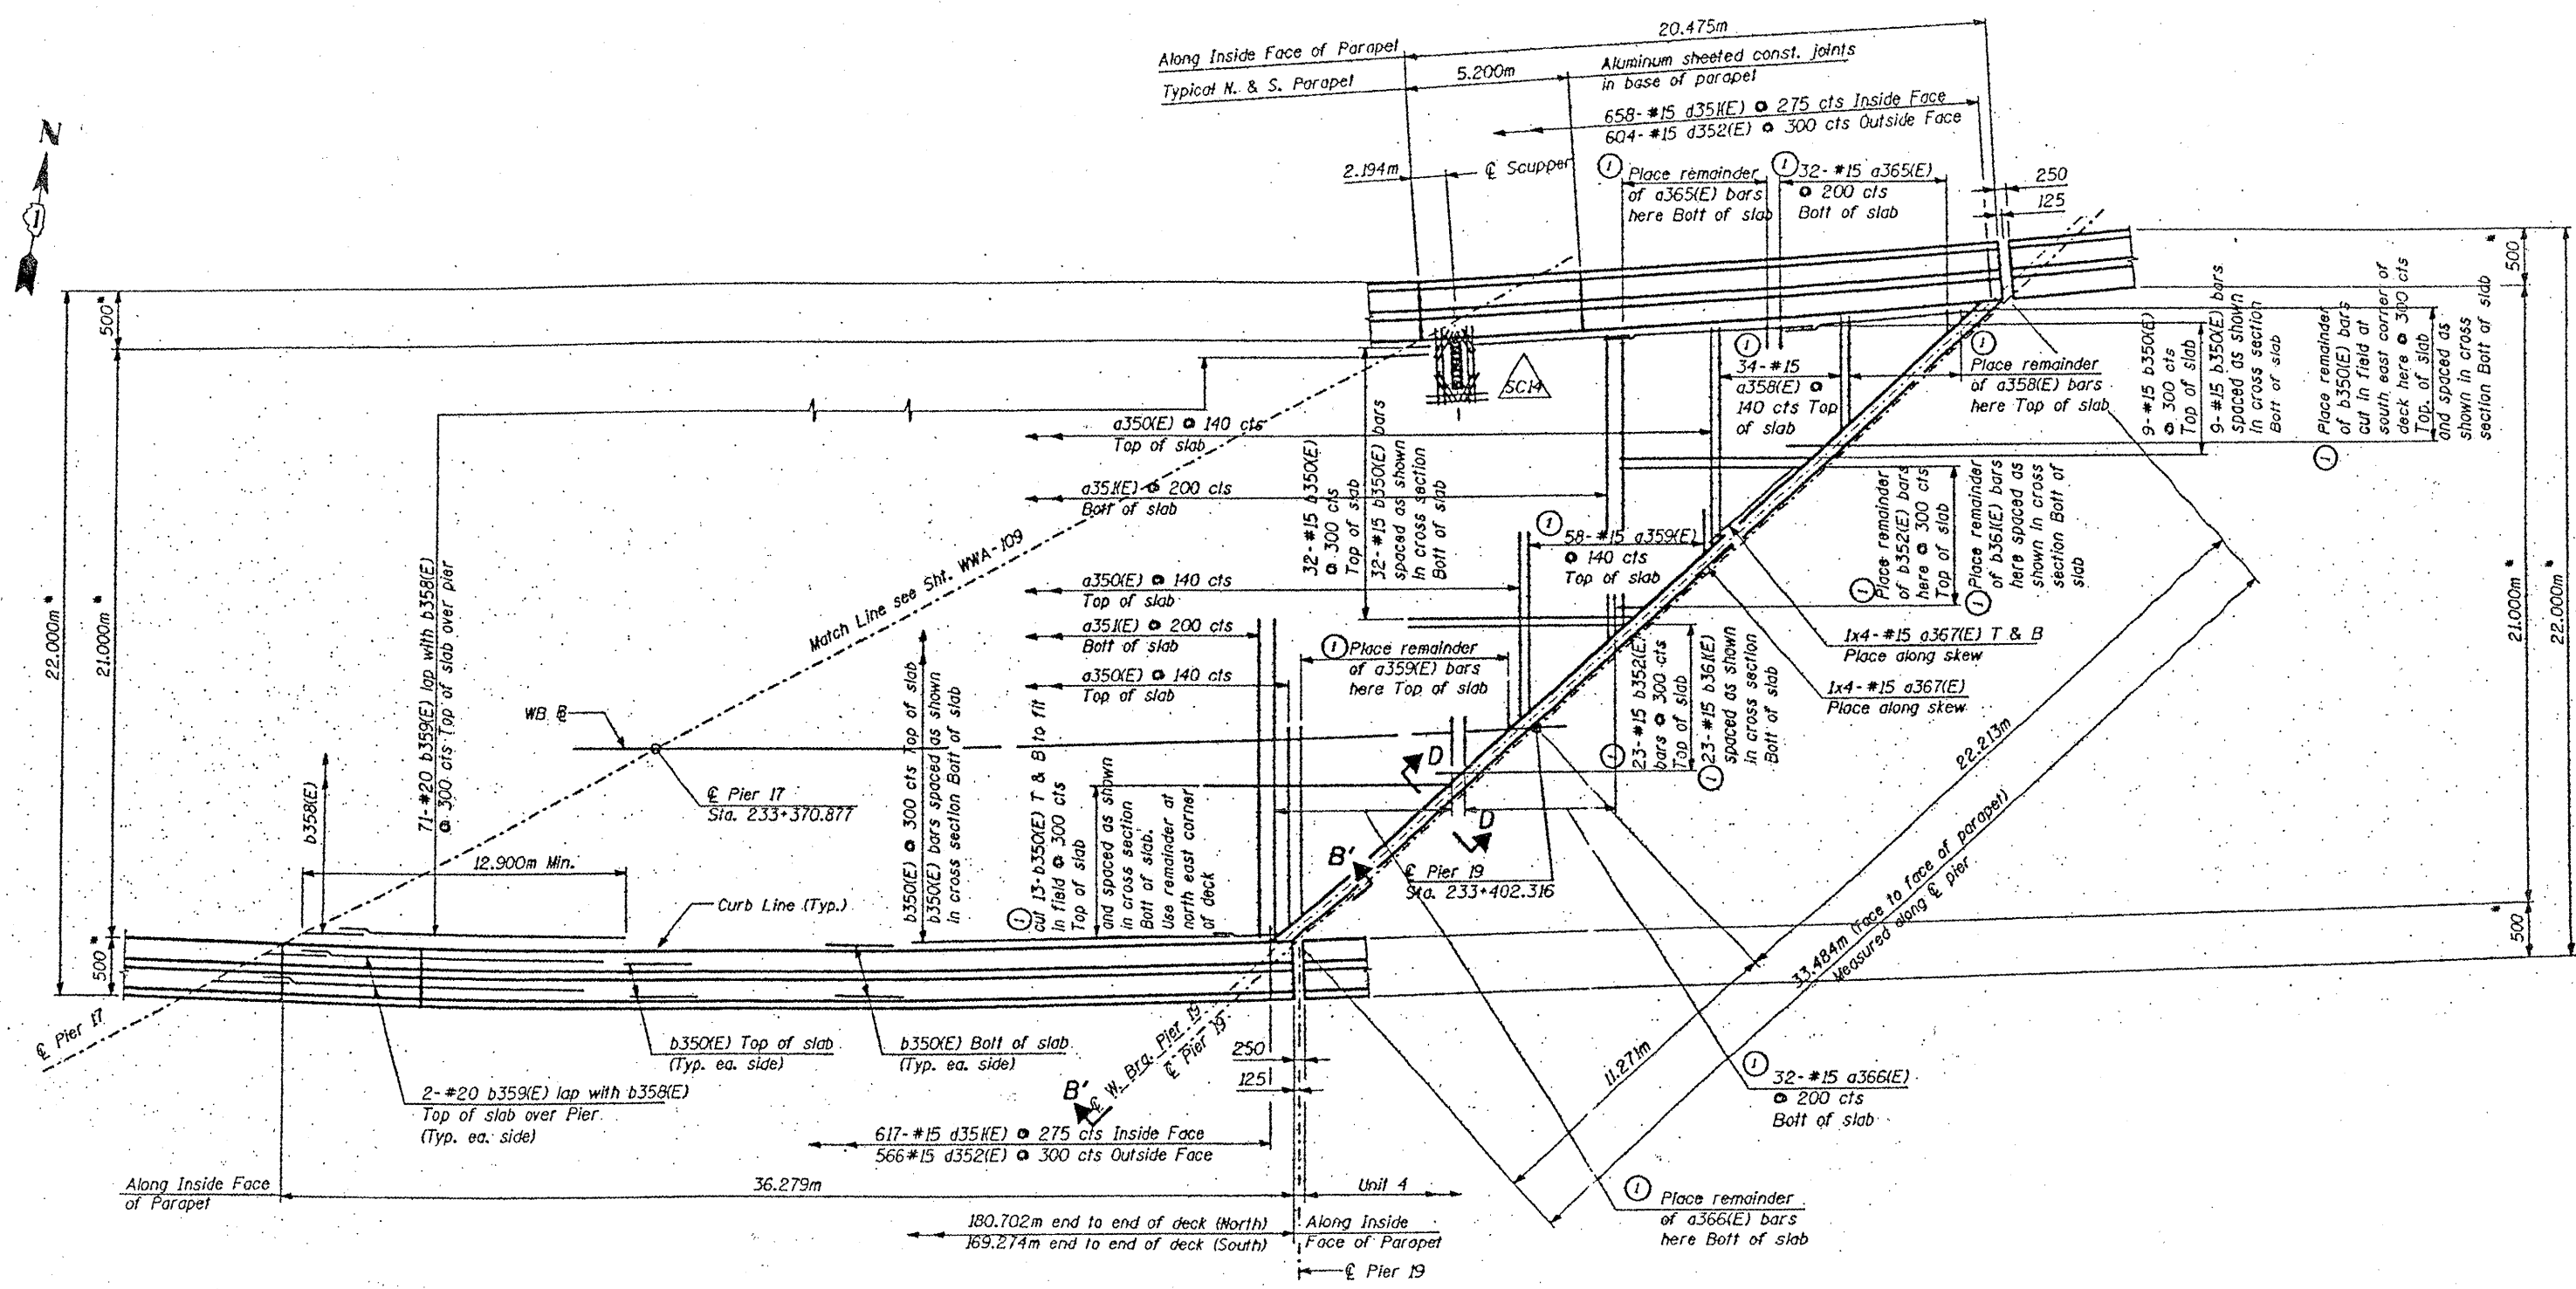 20.475m
Along Inside Face of Parapet
Typical N. & S. Parapet
5.200m
Aluminum sheeted const. joints
in base of parapet
658-#15 d351(E) @ 275 cts Inside Face
604-#15 d352(E) @ 300 cts Outside Face
N
1
2.194m
℄ Scupper
1 Place remainder
of a365(E) bars
here Bott of slab
1 32-#15 a365(E)
@ 200 cts
Bott of slab
250
125
500*
500*
SC14
1
34-#15
a358(E) @
140 cts Top
of slab
1
Place remainder
of a358(E) bars
here Top of slab
9-#15 b350(E)
@ 300 cts
Top of slab
9-#15 b350(E) bars
spaced as shown
in cross section
Bott of slab
1
Place remainder
of b350(E) bars
cut in field at
south east corner of
deck here @ 300 cts
Top of slab
and spaced as
shown in cross
section Bott of slab
a350(E) @ 140 cts
Top of slab
a351(E) @ 200 cts
Bott of slab
32-#15 b350(E)
@ 300 cts
Top of slab
32-#15 b350(E) bars
spaced as shown
in cross section
Bott of slab
1
58-#15 a359(E)
@ 140 cts
Top of slab
1
Place remainder
of b352(E) bars
here @ 300 cts
Top of slab
1
Place remainder
of b361(E) bars
here spaced as
shown in cross
section Bott of
slab
22.000m*
21.000m*
71-#20 b359(E) lap with b358(E)
@ 300 cts Top of slab over pier
Match Line see Sht. WWA-109
a350(E) @ 140 cts
Top of slab
a351(E) @ 200 cts
Bott of slab
a350(E) @ 140 cts
Top of slab
1 Place remainder
of a359(E) bars
here Top of slab
1
23-#15 b352(E)
bars @ 300 cts
Top of slab
1
23-#15 b361(E)
spaced as shown
in cross section
Bott of slab
1x4-#15 a367(E) T & B
Place along skew
1x4-#15 a367(E)
Place along skew
21.000m*
22.000m*
WB ℄
℄ Pier 17
Sta. 233+370.877
b358(E)
12.900m Min.
Curb Line (Typ.)
b350(E) @ 300 cts Top of slab
b350(E) bars spaced as shown
in cross section Bott of slab
1
cut 13-b350(E) T & B to fit
in field @ 300 cts
Top of slab
and spaced as shown
in cross section
Bott of slab.
Use remainder at
north east corner
of deck
D
D
B'
℄ Pier 19
Sta. 233+402.316
22.213m
33.484m (Face to face of parapet)
Measured along ℄ pier
11.271m
500*
500*
℄ Pier 17
b350(E) Top of slab
(Typ. ea. side)
b350(E) Bott of slab
(Typ. ea. side)
2-#20 b359(E) lap with b358(E)
Top of slab over Pier
(Typ. ea. side)
℄ W. Brg. Pier 19
℄ Pier 19
B'
250
125
617-#15 d351(E) @ 275 cts Inside Face
566#15 d352(E) @ 300 cts Outside Face
1 32-#15 a366(E)
@ 200 cts
Bott of slab
Along Inside Face
of Parapet
36.279m
Unit 4
180.702m end to end of deck (North)
169.274m end to end of deck (South)
Along Inside
Face of Parapet
℄ Pier 19
1 Place remainder
of a366(E) bars
here Bott of slab